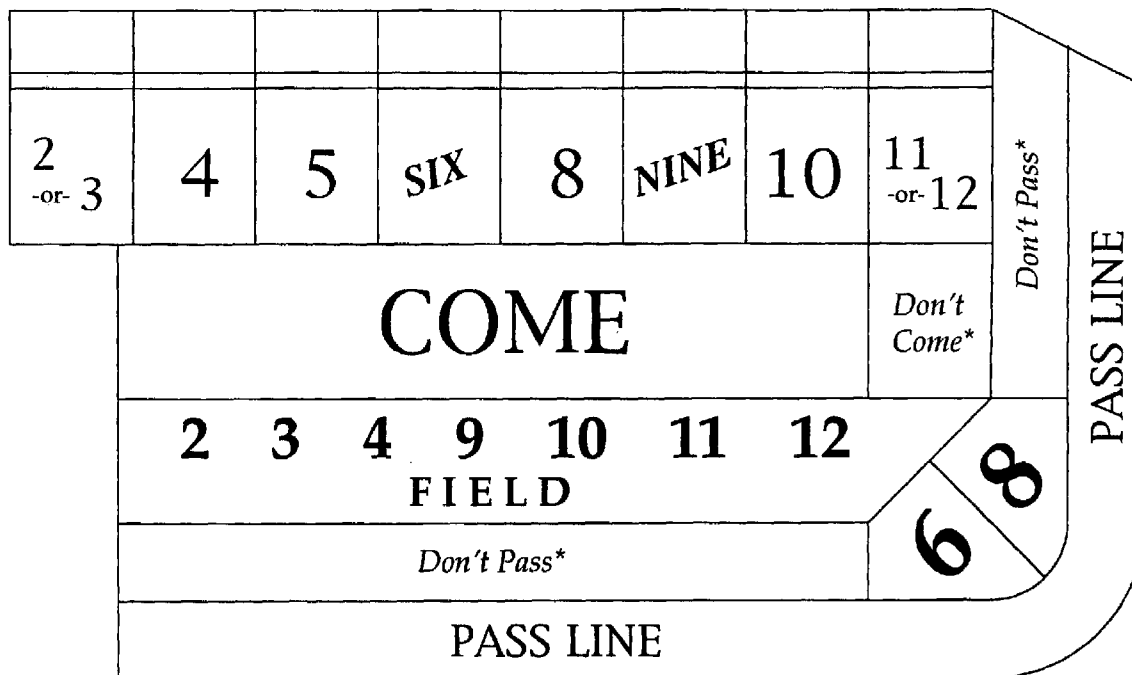 2
-or- 3
4
5
SIX
8
NINE
10
11
-or- 12
Don't Pass*
PASS LINE
COME
Don't
Come*
2 3 4 9 10 11 12
FIELD
8
6
Don't Pass*
PASS LINE